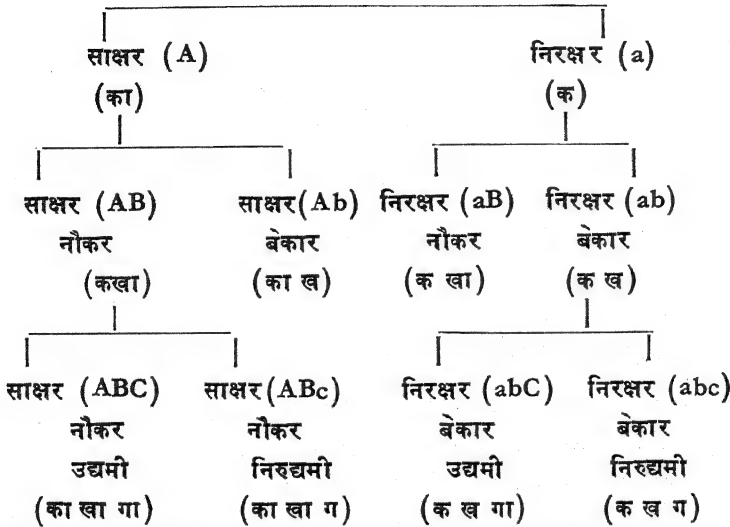 साक्षर (A) निरक्षर (a)
(का) (क)
साक्षर (AB) साक्षर(Ab) निरक्षर (aB) निरक्षर (ab)
नौकर बेकार नौकर बेकार
(कखा) (का ख) (क खा) (क ख)
साक्षर (ABC) साक्षर(ABc) निरक्षर (abC) निरक्षर (abc)
नौकर नौकर बेकार बेकार
उद्यमी निरुद्यमी उद्यमी निरुद्यमी
(का खा गा) (का खा ग) (क ख गा) (क ख ग)